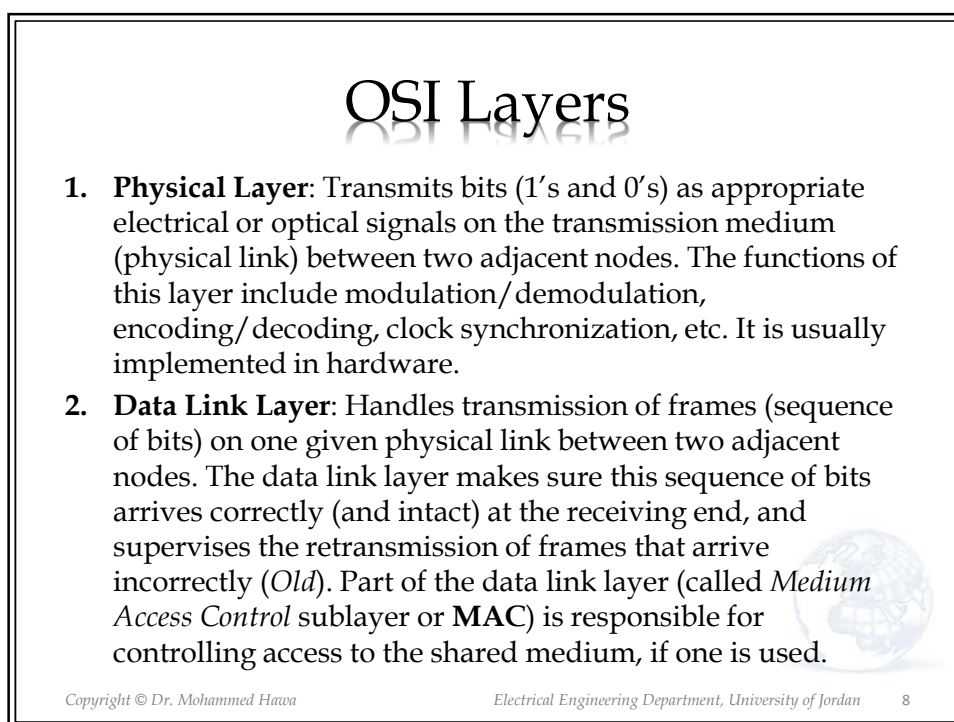 OSI Layers
1. Physical Layer: Transmits bits (1’s and 0’s) as appropriate
electrical or optical signals on the transmission medium
(physical link) between two adjacent nodes. The functions of
this layer include modulation/demodulation,
encoding/decoding, clock synchronization, etc. It is usually
implemented in hardware.
2. Data Link Layer: Handles transmission of frames (sequence
of bits) on one given physical link between two adjacent
nodes. The data link layer makes sure this sequence of bits
arrives correctly (and intact) at the receiving end, and
supervises the retransmission of frames that arrive
incorrectly (Old). Part of the data link layer (called Medium
Access Control sublayer or MAC) is responsible for
controlling access to the shared medium, if one is used.
Copyright © Dr. Mohammed Hawa Electrical Engineering Department, University of Jordan 8